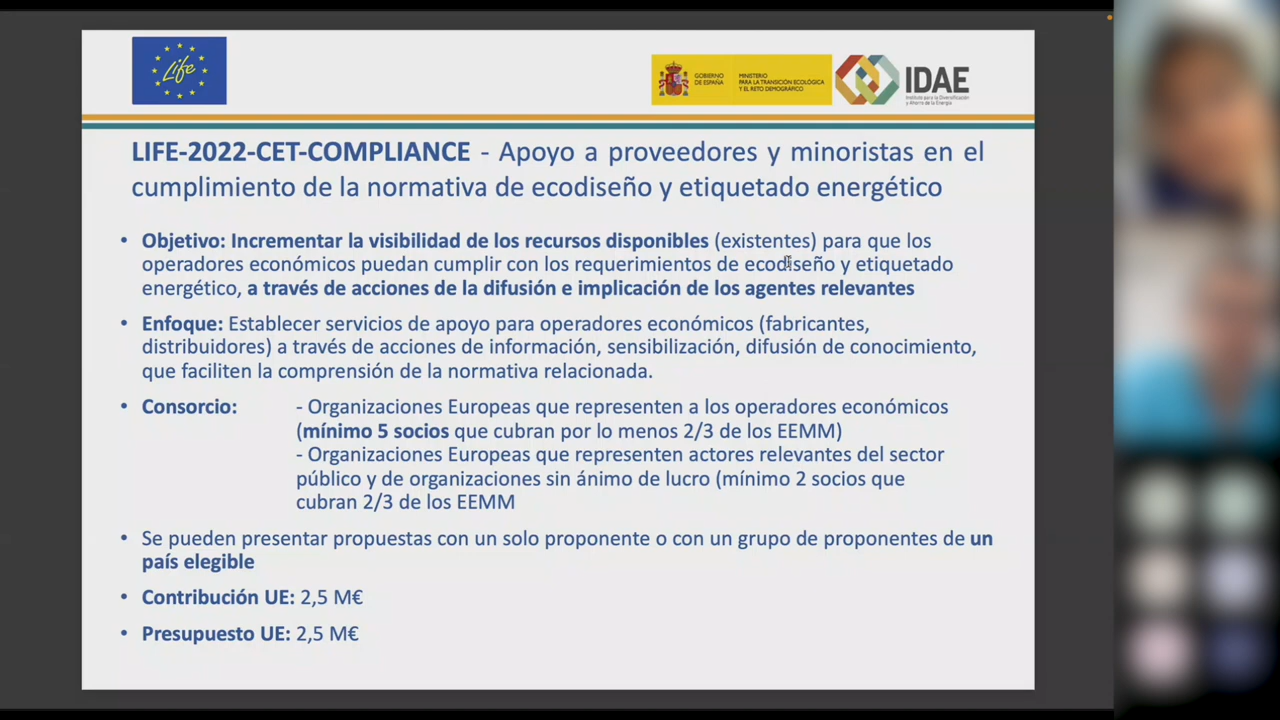 Life
GOBIERNO
DE ESPAÑA
MINISTERIO
PARA LA TRANSICIÓN ECOLÓGICA
Y EL RETO DEMOGRÁFICO
IDAE
Instituto para la Diversificación
y Ahorro de la Energía
LIFE-2022-CET-COMPLIANCE - Apoyo a proveedores y minoristas en el
cumplimiento de la normativa de ecodiseño y etiquetado energético
• Objetivo: Incrementar la visibilidad de los recursos disponibles (existentes) para que los
operadores económicos puedan cumplir con los requerimientos de ecodiseño y etiquetado
energético, a través de acciones de la difusión e implicación de los agentes relevantes
• Enfoque: Establecer servicios de apoyo para operadores económicos (fabricantes,
distribuidores) a través de acciones de información, sensibilización, difusión de conocimiento,
que faciliten la comprensión de la normativa relacionada.
• Consorcio: - Organizaciones Europeas que representen a los operadores económicos
(mínimo 5 socios que cubran por lo menos 2/3 de los EEMM)
- Organizaciones Europeas que representen actores relevantes del sector
público y de organizaciones sin ánimo de lucro (mínimo 2 socios que
cubran 2/3 de los EEMM
• Se pueden presentar propuestas con un solo proponente o con un grupo de proponentes de un
país elegible
• Contribución UE: 2,5 M€
• Presupuesto UE: 2,5 M€